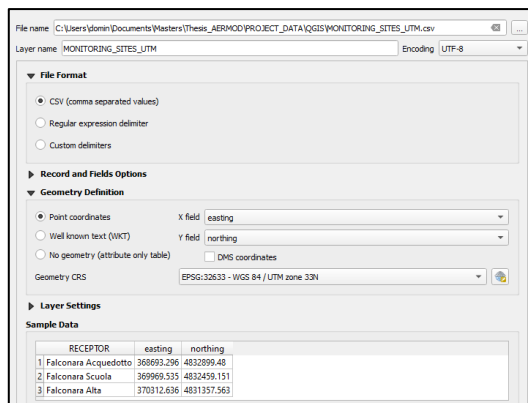 File name C:\Users\domin\Documents\Masters\Thesis_AERMOD\PROJECT_DATA\QGIS\MONITORING_SITES_UTM.csv ...
Layer name MONITORING_SITES_UTM Encoding UTF-8
File Format
CSV (comma separated values)
Regular expression delimiter
Custom delimiters
Record and Fields Options
Geometry Definition
Point coordinates X field easting
Well known text (WKT) Y field northing
No geometry (attribute only table) DMS coordinates
Geometry CRS EPSG:32633 - WGS 84 / UTM zone 33N
Layer Settings
Sample Data
RECEPTOR easting northing
1 Falconara Acquedotto 368693.296 4832899.48
2 Falconara Scuola 369969.535 4832459.151
3 Falconara Alta 370312.636 4831357.563